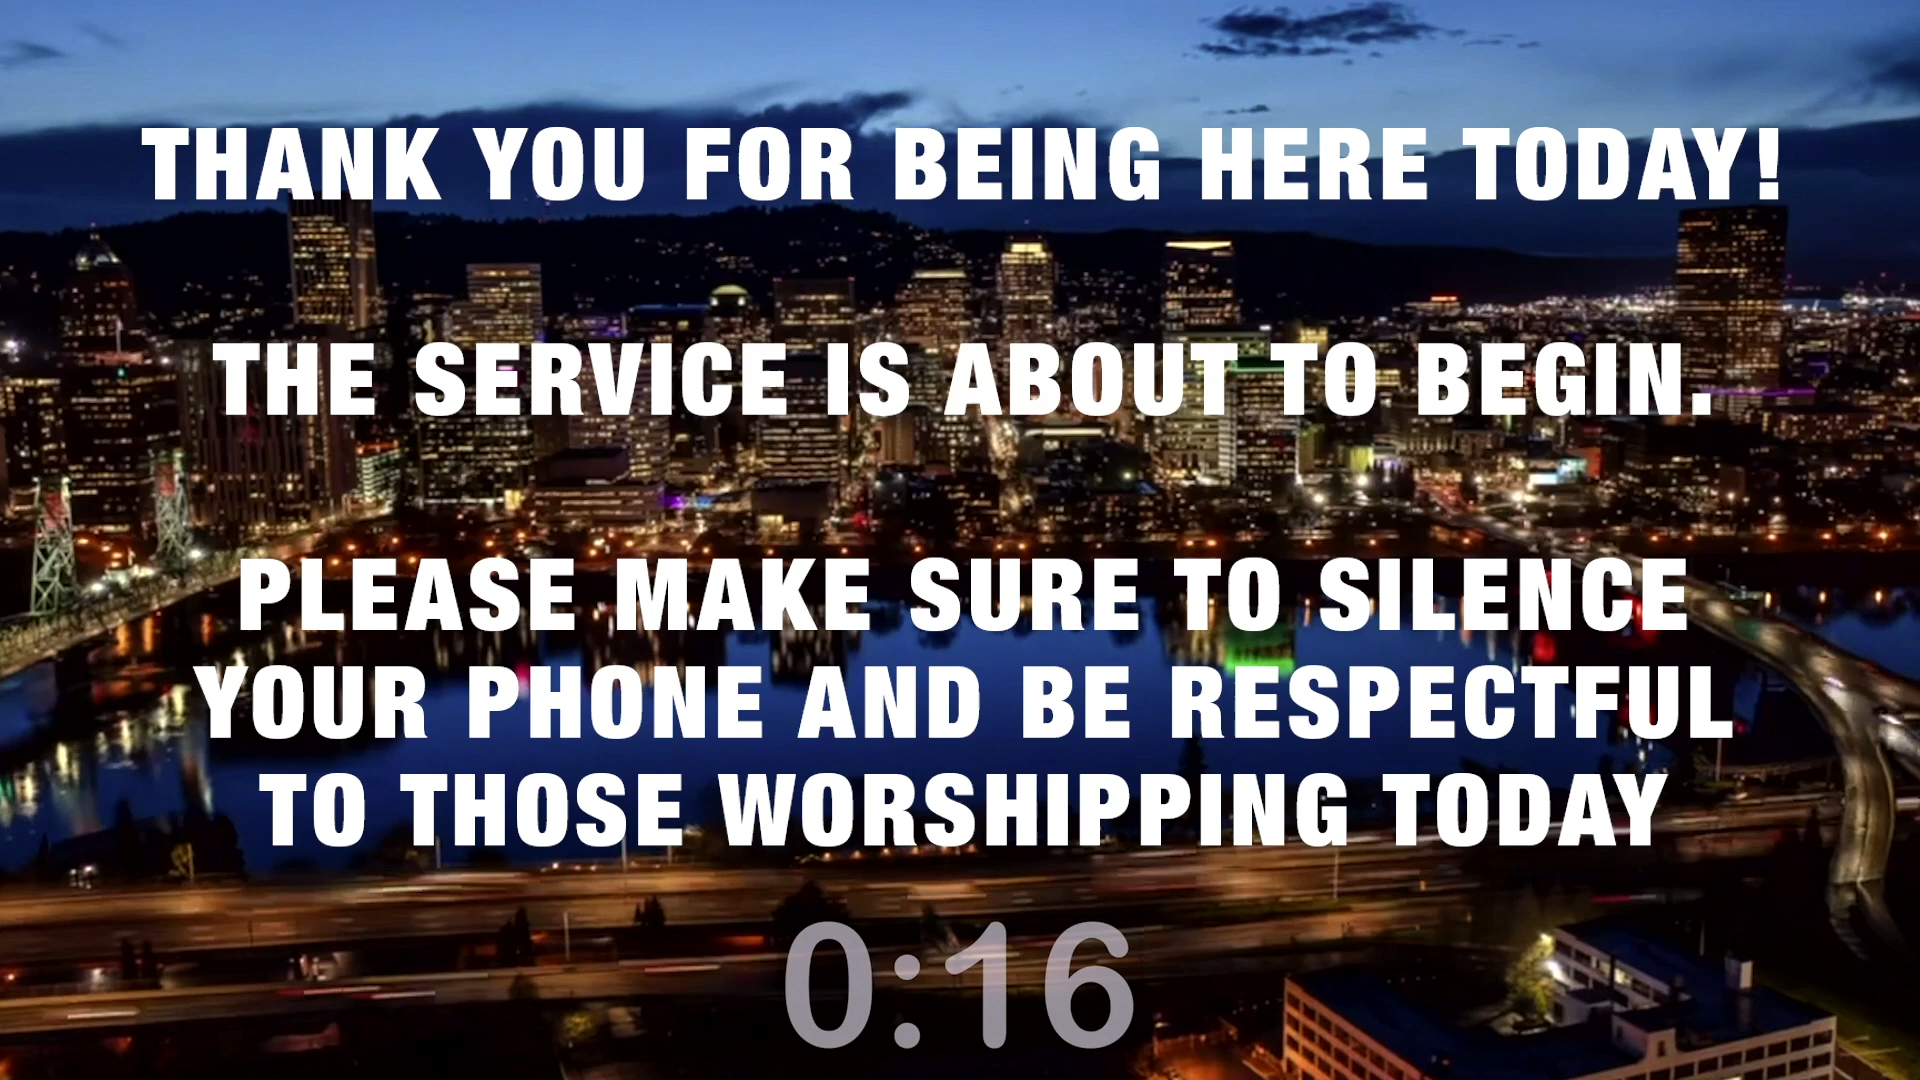 THANK YOU FOR BEING HERE TODAY!
THE SERVICE IS ABOUT TO BEGIN.
PLEASE MAKE SURE TO SILENCE
YOUR PHONE AND BE RESPECTFUL
TO THOSE WORSHIPPING TODAY
0:16